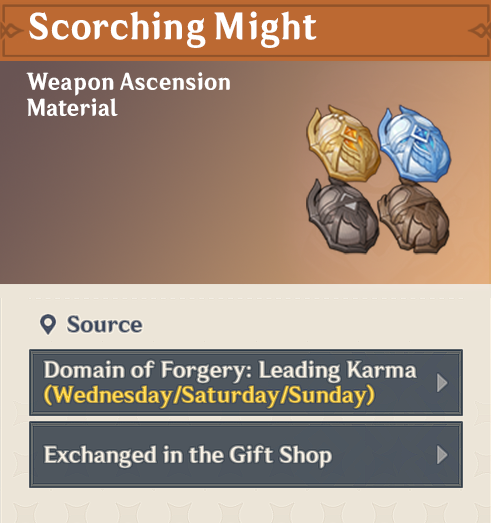 Scorching Might
Weapon Ascension
Material
Source
Domain of Forgery: Leading Karma
(Wednesday/Saturday/Sunday)
Exchanged in the Gift Shop